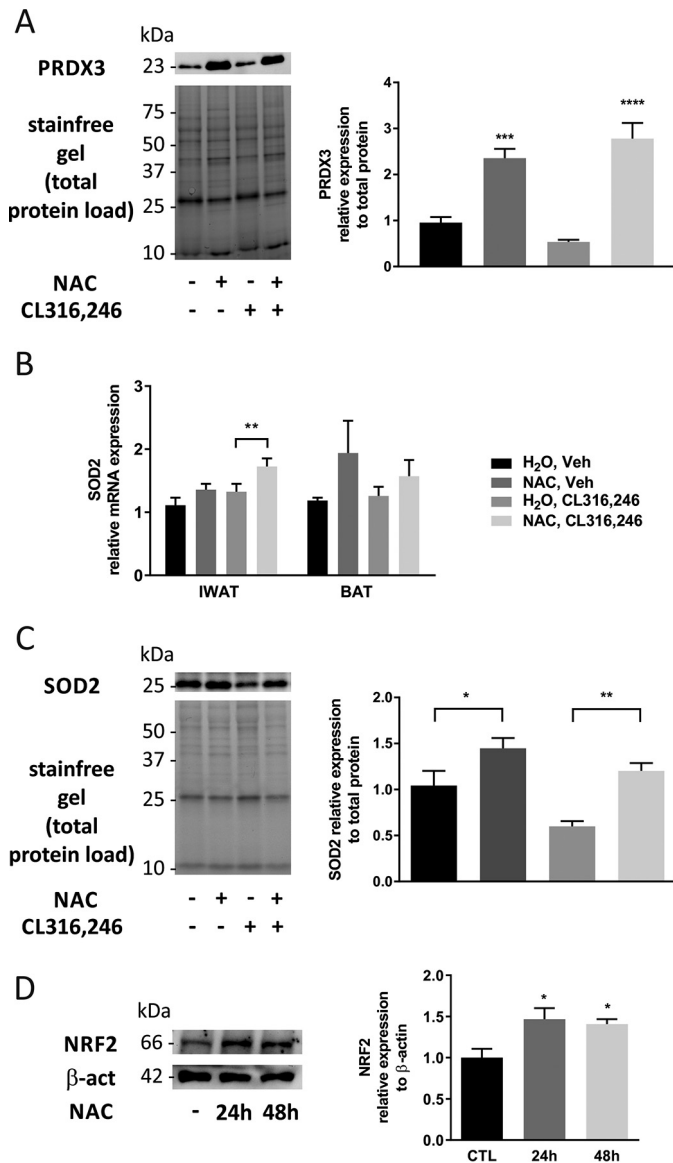 A
kDa
PRDX3
23
75
50
37
25
10
stainfree
gel
(total
protein load)
NAC - + - +
CL316,246 - - + +
PRDX3
relative expression
to total protein
4
3
2
1
0
***
****
B
SOD2
relative mRNA expression
3
2
1
0
**
IWAT BAT
H₂O, Veh
NAC, Veh
H₂O, CL316,246
NAC, CL316,246
C
kDa
SOD2
25
50
37
25
10
stainfree
gel
(total
protein load)
NAC - + - +
CL316,246 - - + +
SOD2 relative expression
to total protein
2.0
1.5
1.0
0.5
0.0
*
**
D
kDa
NRF2 66
β-act 42
NAC - 24h 48h
NRF2
relative expression
to β-actin
2.0
1.5
1.0
0.5
0.0
*
*
CTL 24h 48h